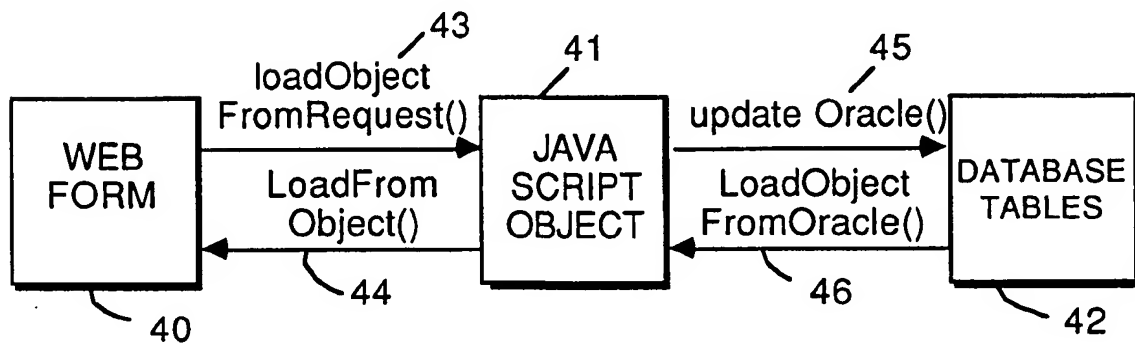 43
loadObject
FromRequest()
41
45
update Oracle()
WEB
FORM
JAVA
SCRIPT
OBJECT
DATABASE
TABLES
LoadFrom
Object()
LoadObject
FromOracle()
44
46
40
42